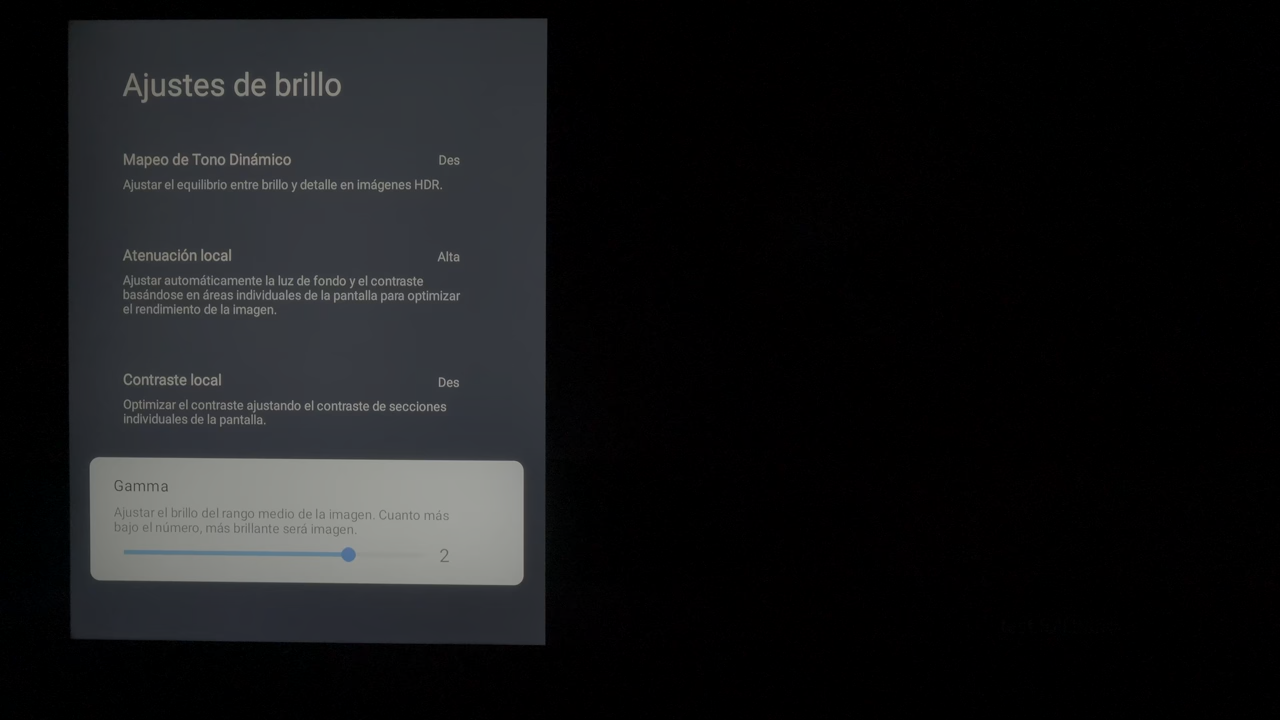 Ajustes de brillo
Mapeo de Tono Dinámico Des
Ajustar el equilibrio entre brillo y detalle en imágenes HDR.
Atenuación local Alta
Ajustar automáticamente la luz de fondo y el contraste
basándose en áreas individuales de la pantalla para optimizar
el rendimiento de la imagen.
Contraste local Des
Optimizar el contraste ajustando el contraste de secciones
individuales de la pantalla.
Gamma
Ajustar el brillo del rango medio de la imagen. Cuanto más
bajo el número, más brillante será imagen.
2